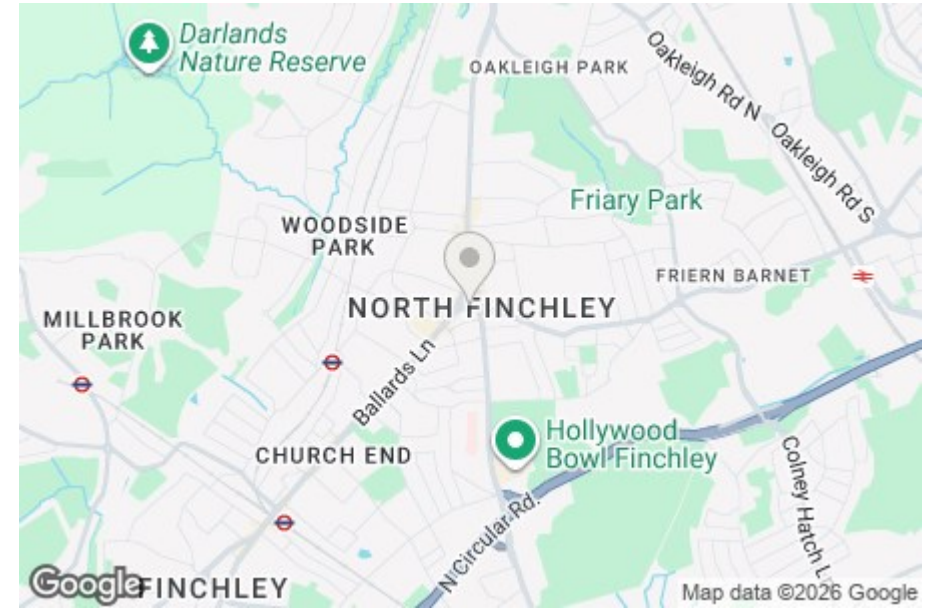 Darlands
Nature Reserve
OAKLEIGH PARK
Oakleigh Rd N
Oakleigh Rd S
Friary Park
WOODSIDE
PARK
FRIERN BARNET
NORTH FINCHLEY
MILLBROOK
PARK
Ballards Ln
Hollywood
Bowl Finchley
CHURCH END
Colney Hatch L
N Circular Rd.
Google
FINCHLEY
Map data ©2026 Google